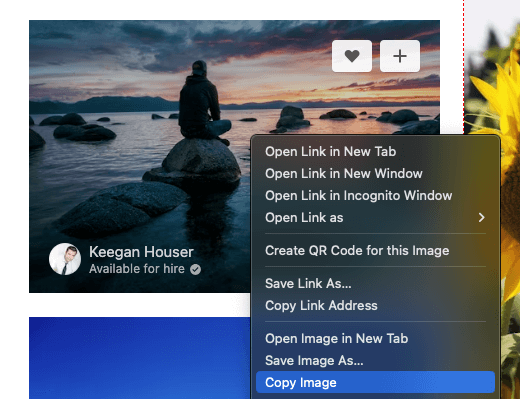 Keegan Houser
Available for hire
Open Link in New Tab
Open Link in New Window
Open Link in Incognito Window
Open Link as
Create QR Code for this Image
Save Link As...
Copy Link Address
Open Image in New Tab
Save Image As...
Copy Image